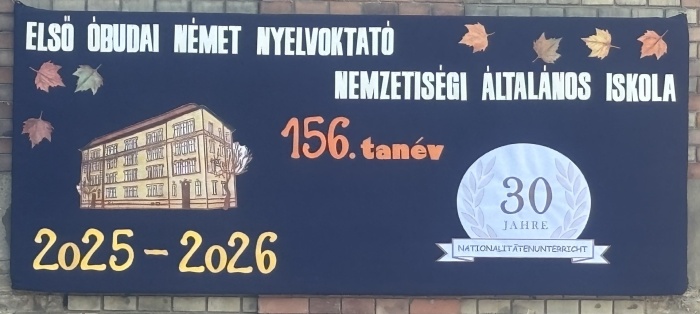 ELSŐ ÓBUDAI NÉMET NYELVOKTATÓ
NEMZETISÉGI ÁLTALÁNOS ISKOLA
156. tanév
30
JAHRE
NATIONALITÄTENUNTERRICHT
2025 - 2026